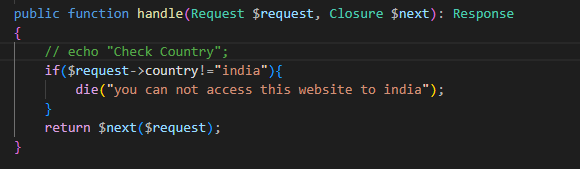 public function handle(Request $request, Closure $next): Response
{
// echo "Check Country";
if($request->country!="india"){
die("you can not access this website to india");
}
return $next($request);
}